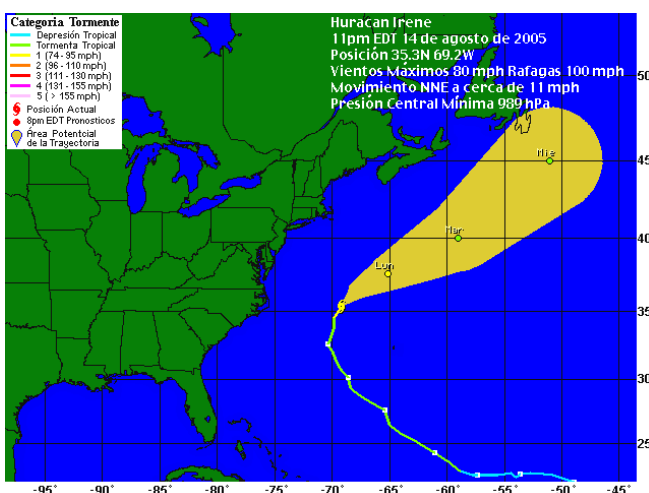 Categoria Tormente
Depresión Tropical
Tormenta Tropical
1 (74-95 mph)
2 (96 - 110 mph)
3 (111 - 130 mph)
4 (131 - 155 mph)
5 ( > 155 mph)
Posición Actual
8pm EDT Pronosticos
Área Potentcial
de la Trayectoria
Huracan Irene
11pm EDT 14 de agosto de 2005
Posición 35.3N 69.2W
Vientos Máximos 80 mph Rafagas 100 mph
Movimiento NNE a cerca de 11 mph
Presión Central Mínima 989 hPa
50
Mie
45
Mar
40
Lun
35
30
25
-95° -90° -85° -80° -75° -70° -65° -60° -55° -50° -45°